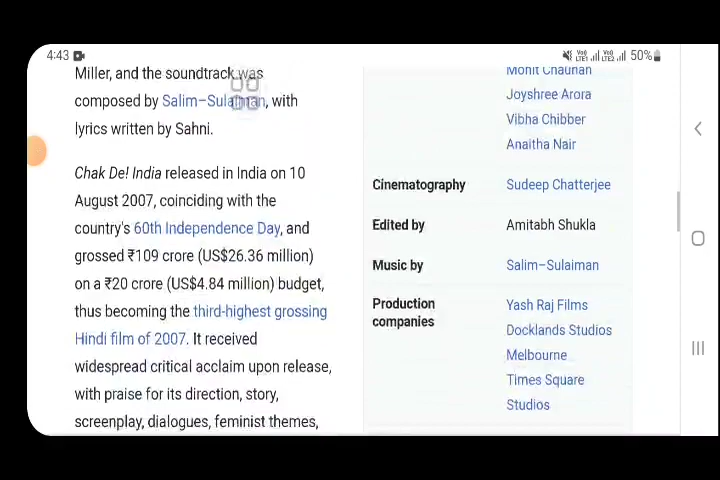 4:43
Vo) LTE1 Vo) LTE2 50%
Miller, and the soundtrack was
composed by Salim–Sulaiman, with
lyrics written by Sahni.
Chak De! India released in India on 10
August 2007, coinciding with the
country's 60th Independence Day, and
grossed ₹109 crore (US$26.36 million)
on a ₹20 crore (US$4.84 million) budget,
thus becoming the third-highest grossing
Hindi film of 2007. It received
widespread critical acclaim upon release,
with praise for its direction, story,
screenplay, dialogues, feminist themes,
Mohit Chauhan
Joyshree Arora
Vibha Chibber
Anaitha Nair
Cinematography Sudeep Chatterjee
Edited by Amitabh Shukla
Music by Salim–Sulaiman
Production Yash Raj Films
companies Docklands Studios
Melbourne
Times Square
Studios